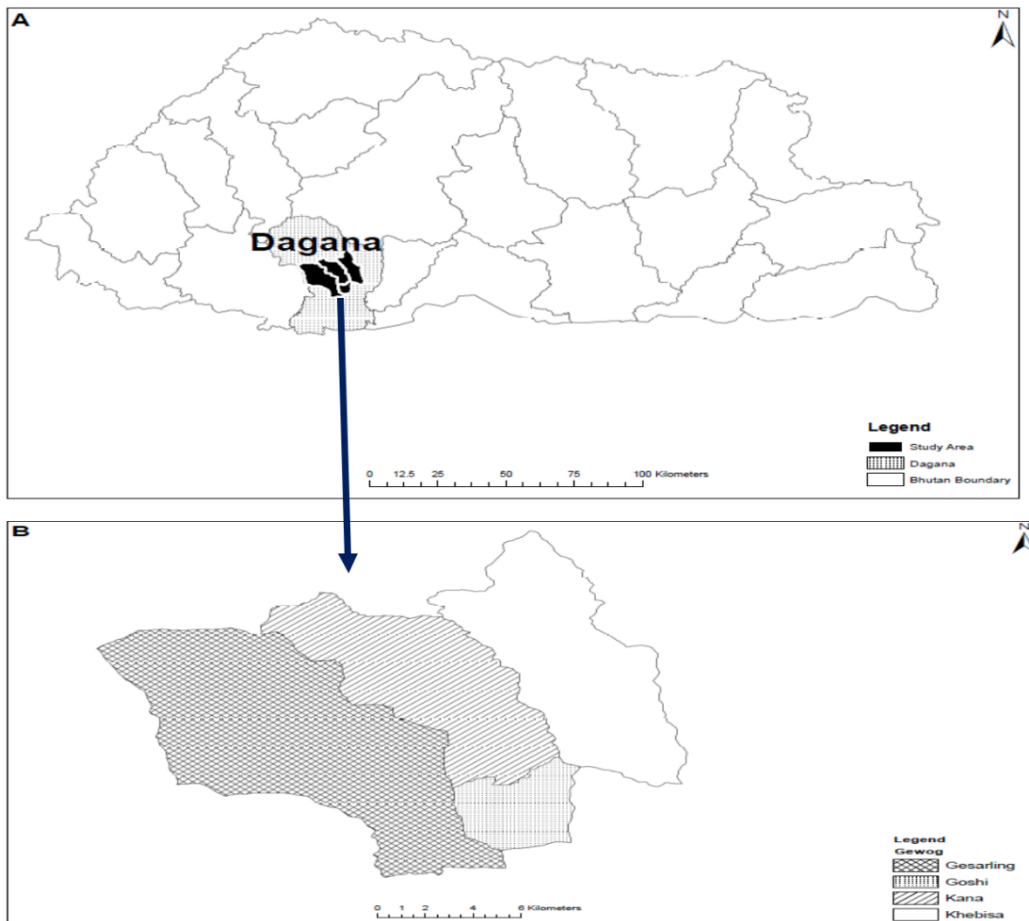 A
N
Dagana
Legend
Study Area
Dagana
Bhutan Boundary
0 12.5 25 50 75 100 Kilometers
B
N
Legend
Gewog
Gesarling
Goshi
Kana
Khebisa
0 1 2 4 6 Kilometers